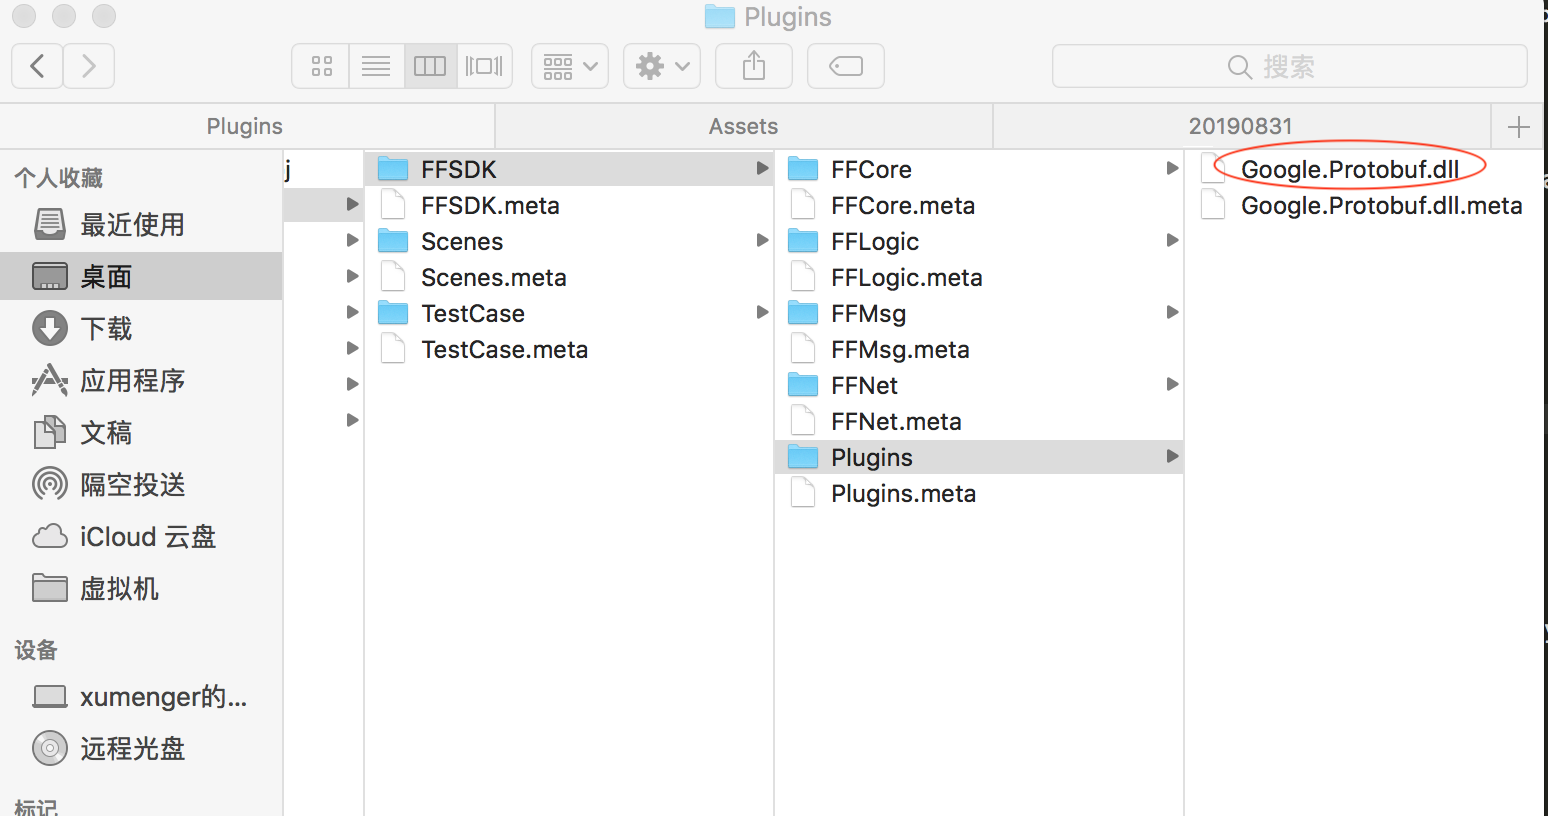 Plugins
搜索
Plugins
Assets
20190831
个人收藏
最近使用
桌面
下载
应用程序
文稿
隔空投送
iCloud 云盘
虚拟机
设备
xumenger的...
远程光盘
标记
j
FFSDK
FFSDK.meta
Scenes
Scenes.meta
TestCase
TestCase.meta
FFCore
FFCore.meta
FFLogic
FFLogic.meta
FFMsg
FFMsg.meta
FFNet
FFNet.meta
Plugins
Plugins.meta
Google.Protobuf.dll
Google.Protobuf.dll.meta